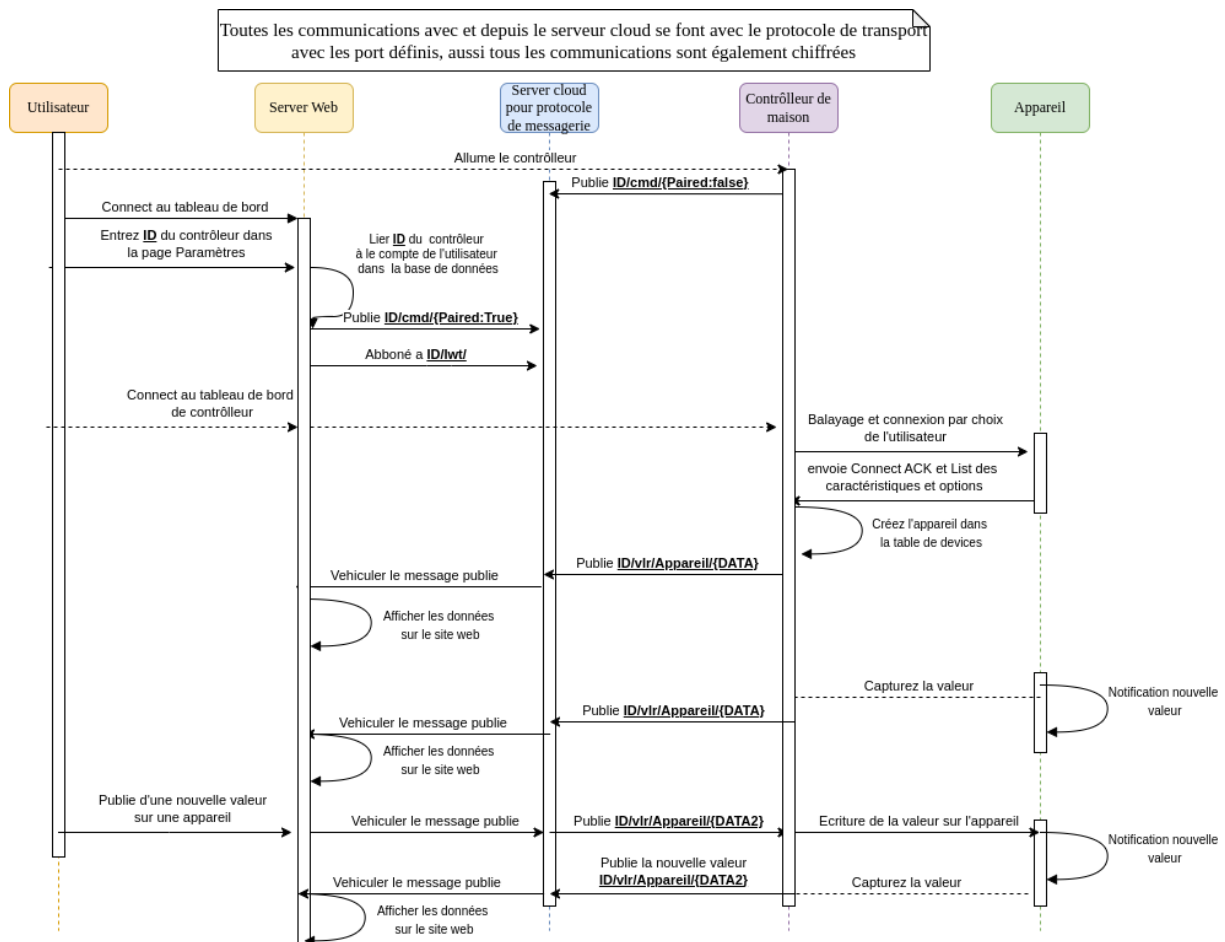 Toutes les communications avec et depuis le serveur cloud se font avec le protocole de transport
avec les port définis, aussi tous les communications sont également chiffrées
Utilisateur
Server Web
Server cloud
pour protocole
de messagerie
Contrôlleur de
maison
Appareil
Allume le contrôlleur
Publie ID/cmd/{Paired:false}
Connect au tableau de bord
Entrez ID du contrôleur dans
la page Paramètres
Lier ID du contrôleur
à le compte de l'utilisateur
dans la base de données
Publie ID/cmd/{Paired:True}
Abboné a ID/lwt/
Connect au tableau de bord
de contrôlleur
Balayage et connexion par choix
de l'utilisateur
envoie Connect ACK et List des
caractéristiques et options
Créez l'appareil dans
la table de devices
Publie ID/vlr/Appareil/{DATA}
Vehiculer le message publie
Afficher les données
sur le site web
Capturez la valeur
Notification nouvelle
valeur
Publie ID/vlr/Appareil/{DATA}
Vehiculer le message publie
Afficher les données
sur le site web
Publie d'une nouvelle valeur
sur une appareil
Vehiculer le message publie
Publie ID/vlr/Appareil/{DATA2}
Ecriture de la valeur sur l'appareil
Notification nouvelle
valeur
Publie la nouvelle valeur
ID/vlr/Appareil/{DATA2}
Vehiculer le message publie
Capturez la valeur
Afficher les données
sur le site web